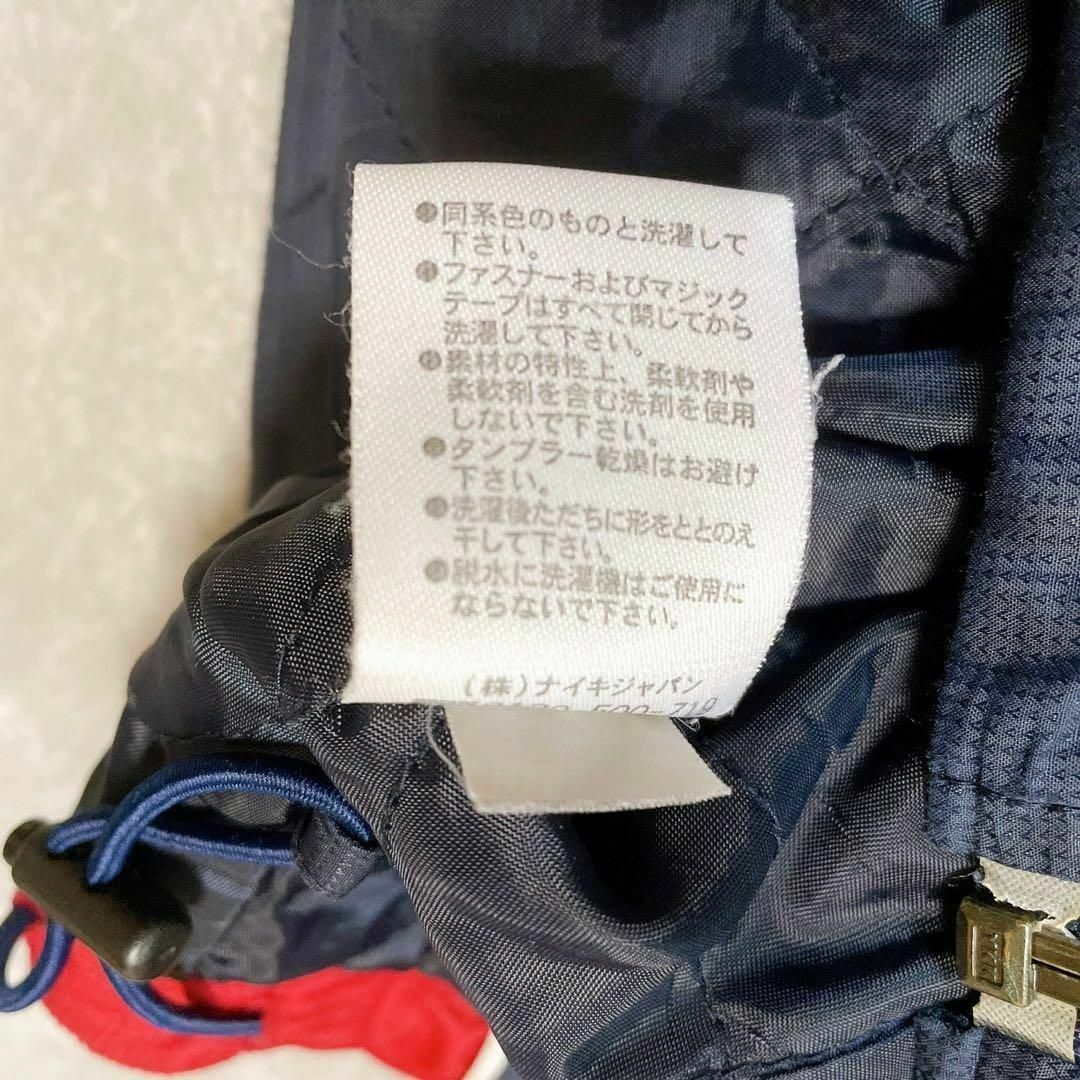 ●同系色のものと洗濯して
下さい。
●ファスナーおよびマジック
テープはすべて閉じてから
洗濯して下さい。
●素材の特性上、柔軟剤や
柔軟剤を含む洗剤を使用
しないで下さい。
●タンブラー乾燥はお避け
下さい。
●洗濯後ただちに形をととのえ
干して下さい。
●脱水に洗濯機はご使用に
ならないで下さい。
(株)ナイキジャパン